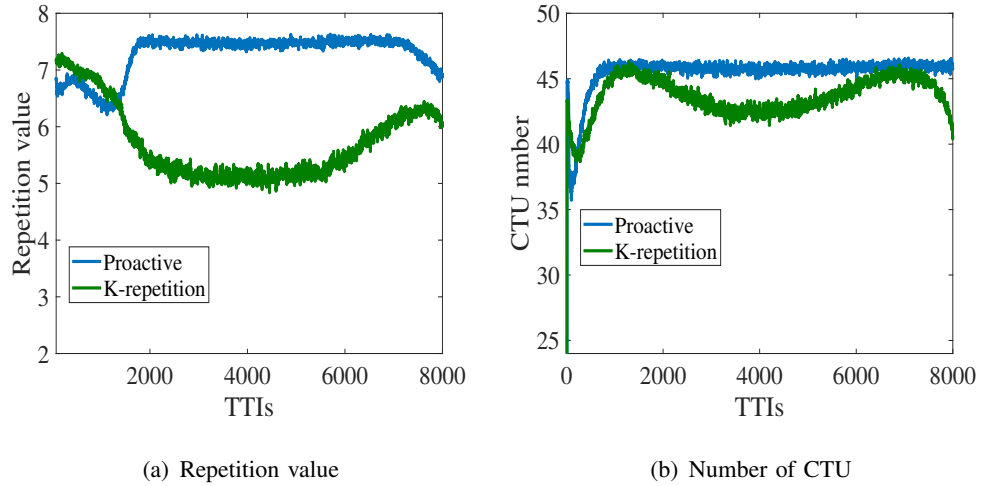 8
7
6
5
4
3
2
Repetition value
Proactive
K-repetition
2000 4000 6000 8000
TTIs
(a) Repetition value
50
45
40
35
30
25
CTU nmber
Proactive
K-repetition
0 2000 4000 6000 8000
TTIs
(b) Number of CTU